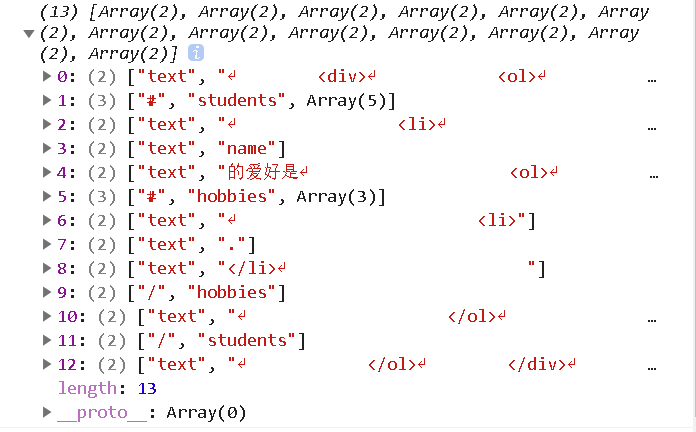 (13) [Array(2), Array(2), Array(2), Array(2), Array(2), Array
(2), Array(2), Array(2), Array(2), Array(2), Array(2), Array
(2), Array(2)] i
0: (2) ["text", "↵ <div>↵ <ol>↵ …
1: (3) ["#", "students", Array(5)]
2: (2) ["text", "↵ <li>↵ …
3: (2) ["text", "name"]
4: (2) ["text", "的爱好是↵ <ol>↵ …
5: (3) ["#", "hobbies", Array(3)]
6: (2) ["text", "↵ <li>"]
7: (2) ["text", "."]
8: (2) ["text", "</li>↵ "]
9: (2) ["/", "hobbies"]
10: (2) ["text", "↵ </ol>↵ …
11: (2) ["/", "students"]
12: (2) ["text", "↵ </ol>↵ </div>↵ …
length: 13
__proto__: Array(0)